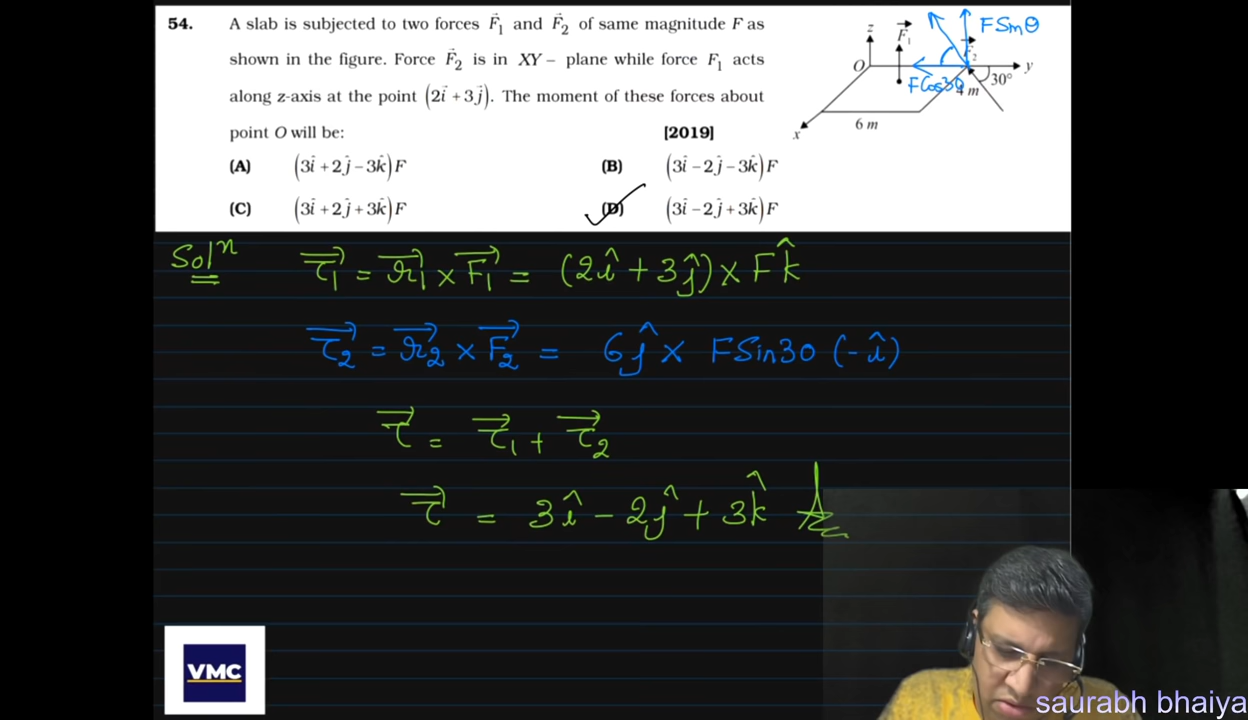 54. A slab is subjected to two forces F⃗₁ and F⃗₂ of same magnitude F as
shown in the figure. Force F⃗₂ is in XY – plane while force F₁ acts
along z-axis at the point (2i⃗ + 3j⃗). The moment of these forces about
point O will be: [2019]
(A) (3î + 2ĵ – 3k̂)F (B) (3î – 2ĵ – 3k̂)F
(C) (3î + 2ĵ + 3k̂)F (D) (3î – 2ĵ + 3k̂)F
z F⃗₁ FSinθ
O F₂ y
FCos30 4 m 30°
x 6 m
Solⁿ τ⃗₁ = r⃗₁ × F⃗₁ = (2î + 3ĵ) × Fk̂
τ⃗₂ = r⃗₂ × F⃗₂ = 6ĵ × FSin30 (-î)
τ⃗ = τ⃗₁ + τ⃗₂
τ⃗ = 3î – 2ĵ + 3k̂
VMC
saurabh bhaiya